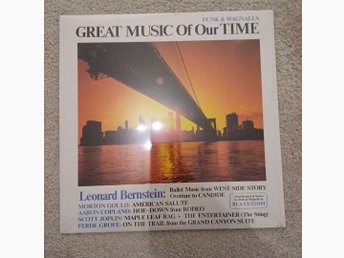 FUNK & WAGNALLS
GREAT MUSIC Of Our TIME
Leonard Bernstein: Ballet Music from WEST SIDE STORY
Overture to CANDIDE
MORTON GOULD: AMERICAN SALUTE
AARON COPLAND: HOE-DOWN from RODEO
SCOTT JOPLIN: MAPLE LEAF RAG • THE ENTERTAINER (The Sting)
FERDE GROFE: ON THE TRAIL from the GRAND CANYON SUITE
RCA CUSTOM